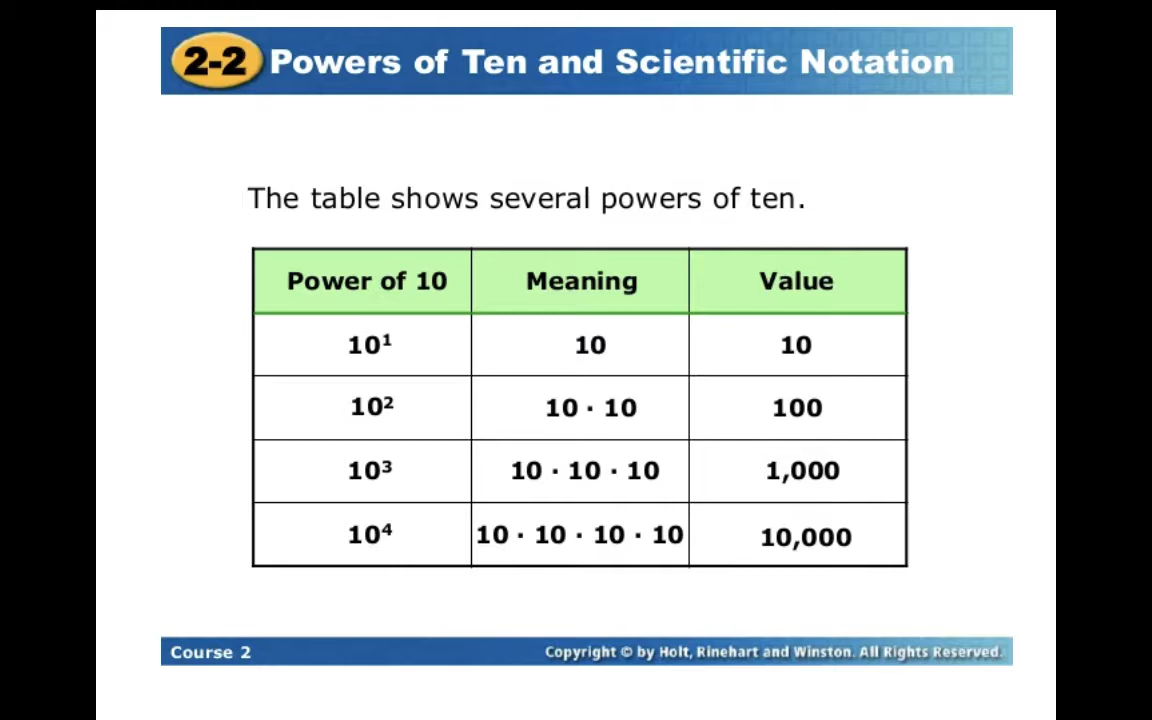 2-2 Powers of Ten and Scientific Notation
The table shows several powers of ten.
Power of 10 Meaning Value
10¹ 10 10
10² 10 · 10 100
10³ 10 · 10 · 10 1,000
10⁴ 10 · 10 · 10 · 10 10,000
Course 2 Copyright © by Holt, Rinehart and Winston. All Rights Reserved.